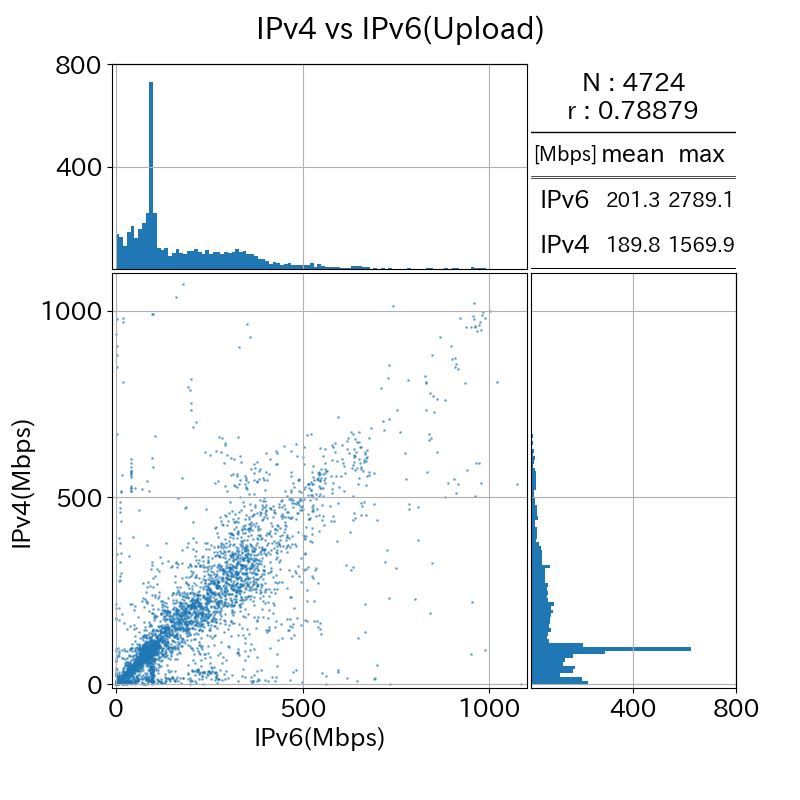 IPv4 vs IPv6(Upload)
800
400
N : 4724
r : 0.78879
[Mbps] mean max
IPv6 201.3 2789.1
IPv4 189.8 1569.9
1000
500
0
IPv4(Mbps)
0 500 1000
400 800
IPv6(Mbps)